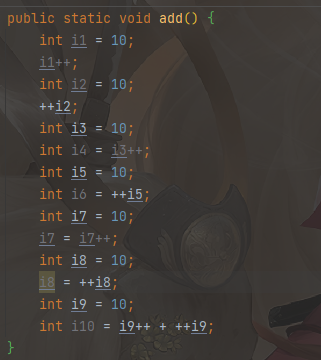 public static void add() {
    int i1 = 10;
    i1++;
    int i2 = 10;
    ++i2;
    int i3 = 10;
    int i4 = i3++;
    int i5 = 10;
    int i6 = ++i5;
    int i7 = 10;
    i7 = i7++;
    int i8 = 10;
    i8 = ++i8;
    int i9 = 10;
    int i10 = i9++ + ++i9;
}